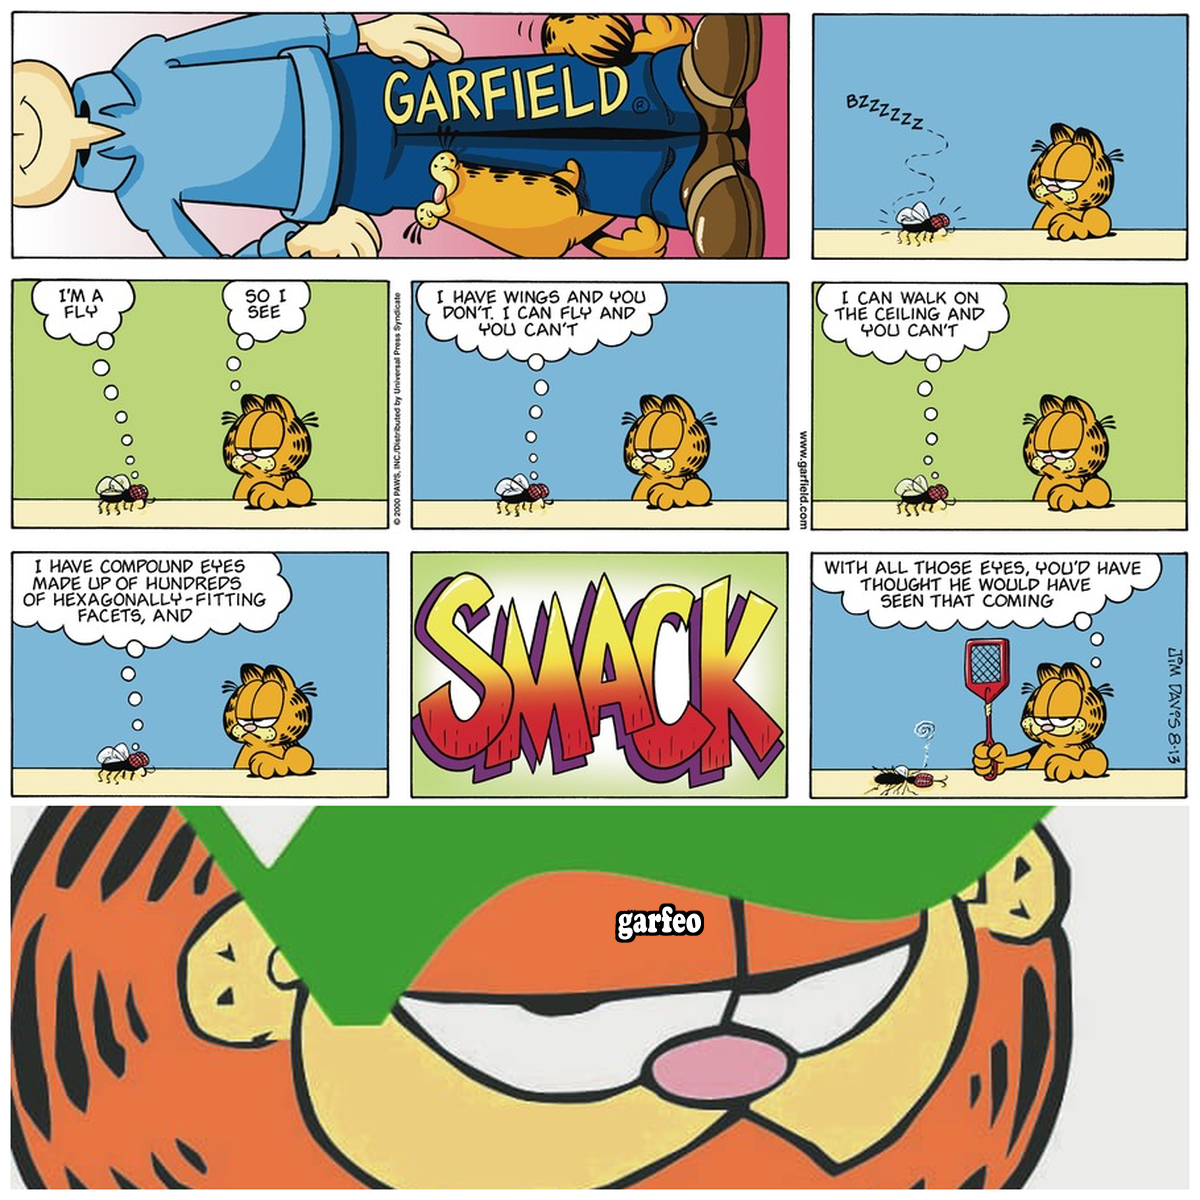 GARFIELD®
BZZZZZZ
I'M A
FLY
SO I
SEE
© 2000 PAWS, INC./Distributed by Universal Press Syndicate
I HAVE WINGS AND YOU
DON'T. I CAN FLY AND
YOU CAN'T
www.garfield.com
I CAN WALK ON
THE CEILING AND
YOU CAN'T
I HAVE COMPOUND EYES
MADE UP OF HUNDREDS
OF HEXAGONALLY-FITTING
FACETS, AND
SMACK
WITH ALL THOSE EYES, YOU'D HAVE
THOUGHT HE WOULD HAVE
SEEN THAT COMING
JIM DAVIS 8·13
garfeo